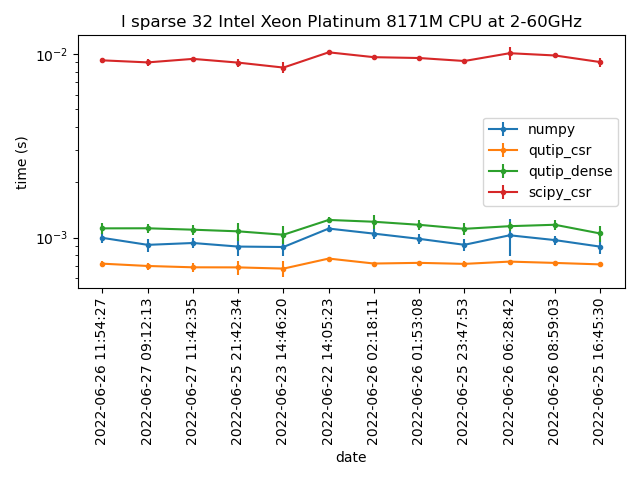 I sparse 32 Intel Xeon Platinum 8171M CPU at 2-60GHz
time (s)
10⁻²
10⁻³
numpy
qutip_csr
qutip_dense
scipy_csr
2022-06-26 11:54:27
2022-06-27 09:12:13
2022-06-27 11:42:35
2022-06-25 21:42:34
2022-06-23 14:46:20
2022-06-22 14:05:23
2022-06-26 02:18:11
2022-06-26 01:53:08
2022-06-25 23:47:53
2022-06-26 06:28:42
2022-06-26 08:59:03
2022-06-25 16:45:30
date